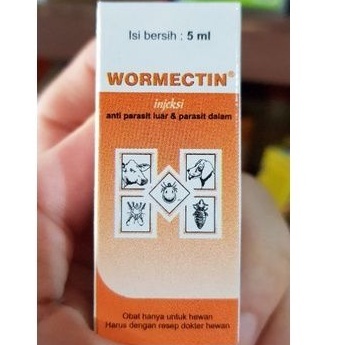 Isi bersih : 5 ml
WORMECTIN®
injeksi
anti parasit luar & parasit dalam
Obat hanya untuk hewan
Harus dengan resep dokter hewan